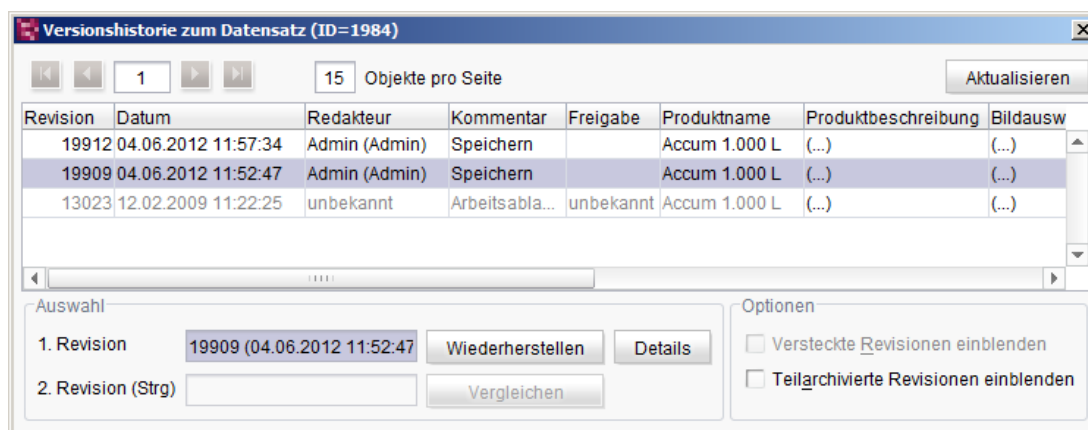 Versionshistorie zum Datensatz (ID=1984)
1 15 Objekte pro Seite Aktualisieren
Revision Datum Redakteur Kommentar Freigabe Produktname Produktbeschreibung Bildausw
19912 04.06.2012 11:57:34 Admin (Admin) Speichern Accum 1.000 L (...) (...)
19909 04.06.2012 11:52:47 Admin (Admin) Speichern Accum 1.000 L (...) (...)
13023 12.02.2009 11:22:25 unbekannt Arbeitsabla... unbekannt Accum 1.000 L (...) (...)
Auswahl Optionen
1. Revision 19909 (04.06.2012 11:52:47 Wiederherstellen Details Versteckte Revisionen einblenden
2. Revision (Strg) Vergleichen Teilarchivierte Revisionen einblenden